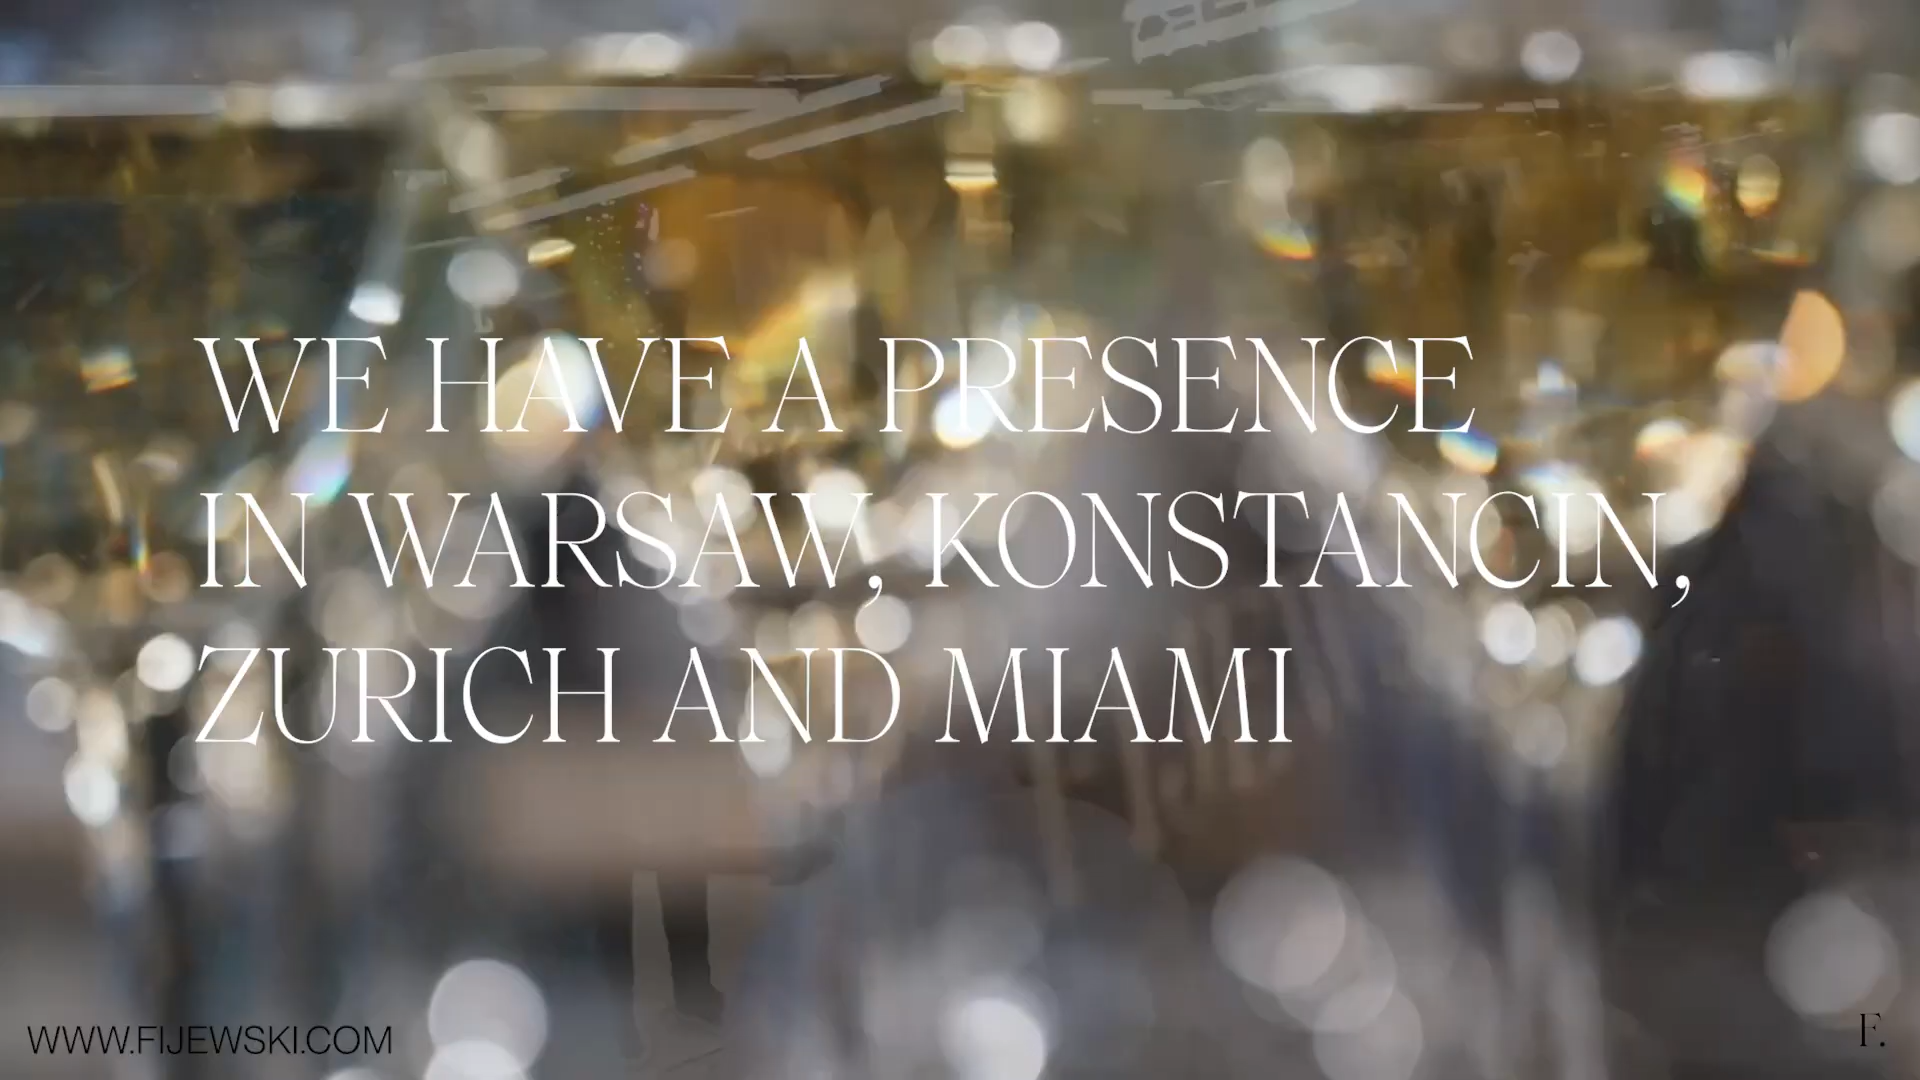 WE HAVE A PRESENCE
IN WARSAW, KONSTANCIN,
ZURICH AND MIAMI
WWW.FIJEWSKI.COM
F.